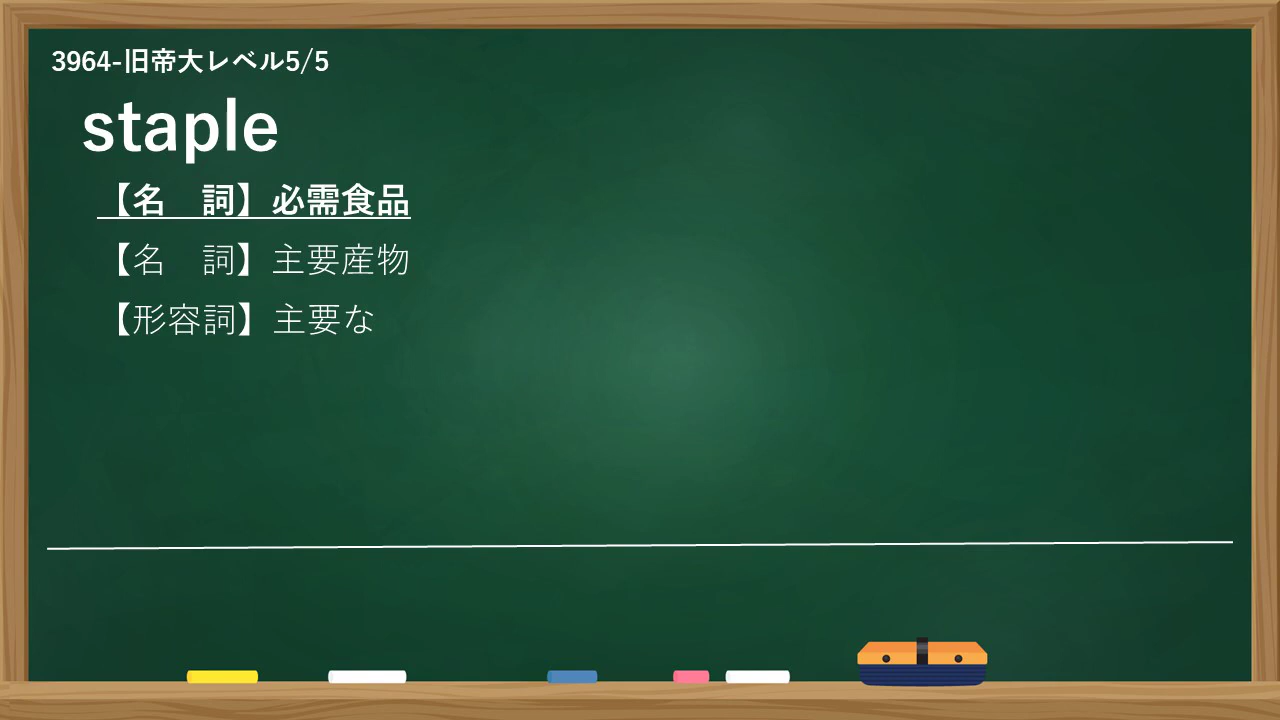 3964-旧帝大レベル5/5
staple
【名　詞】必需食品
【名　詞】主要産物
【形容詞】主要な